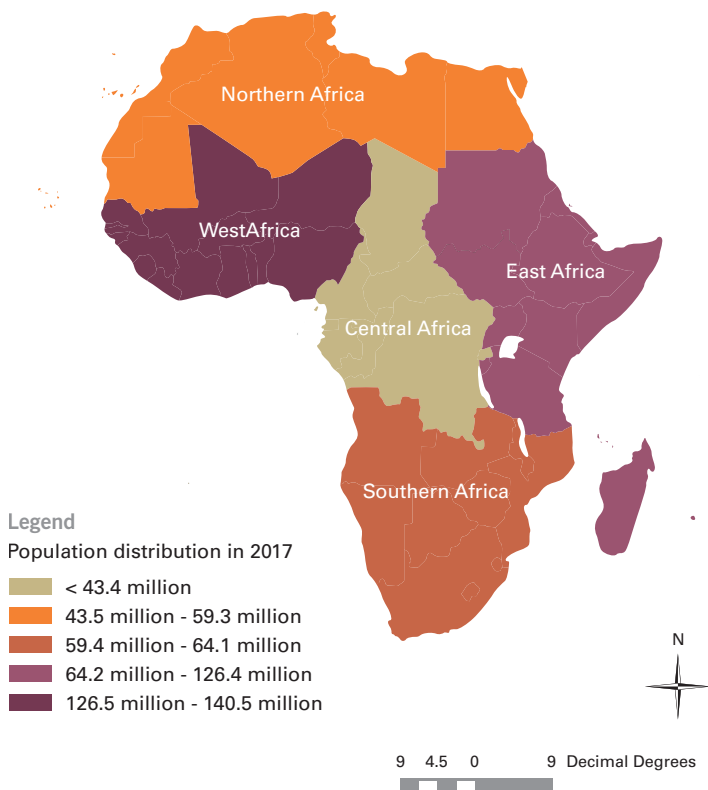 Northern Africa
WestAfrica
East Africa
Central Africa
Southern Africa
Legend
Population distribution in 2017
< 43.4 million
43.5 million - 59.3 million
59.4 million - 64.1 million
64.2 million - 126.4 million
126.5 million - 140.5 million
N
9 4.5 0 9 Decimal Degrees